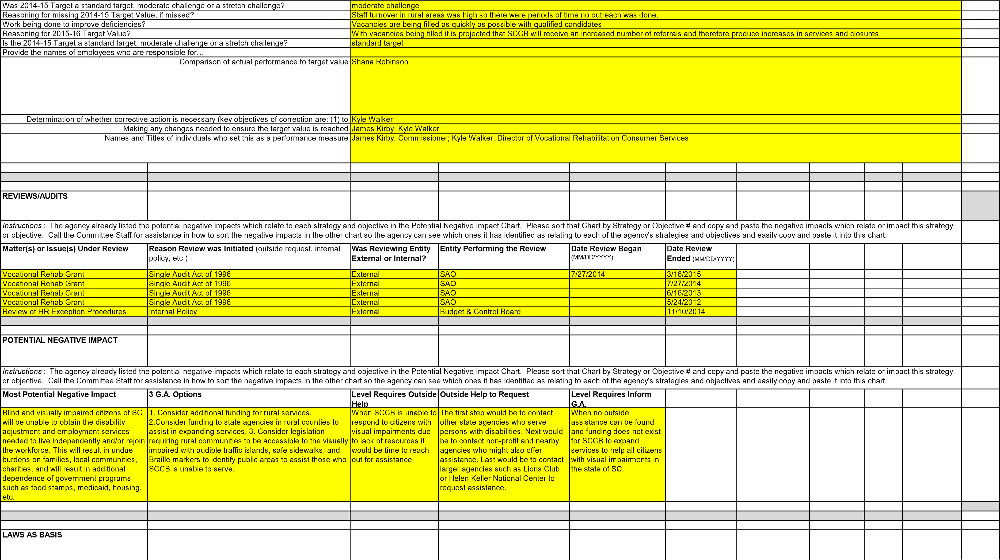 Was 2014-15 Target a standard target, moderate challenge or a stretch challenge? moderate challenge
Reasoning for missing 2014-15 Target Value, if missed? Staff turnover in rural areas was high so there were periods of time no outreach was done.
Work being done to improve deficiencies? Vacancies are being filled as quickly as possible with qualified candidates.
Reasoning for 2015-16 Target Value? With vacancies being filled it is projected that SCCB will receive an increased number of referrals and therefore produce increases in services and closures.
Is the 2014-15 Target a standard target, moderate challenge or a stretch challenge? standard target
Provide the names of employees who are responsible for…
Comparison of actual performance to target value Shana Robinson
Determination of whether corrective action is necessary (key objectives of correction are: (1) to Kyle Walker
Making any changes needed to ensure the target value is reached James Kirby, Kyle Walker
Names and Titles of individuals who set this as a performance measure James Kirby, Commissioner; Kyle Walker, Director of Vocational Rehabilitation Consumer Services
REVIEWS/AUDITS
Instructions: The agency already listed the potential negative impacts which relate to each strategy and objective in the Potential Negative Impact Chart. Please sort that Chart by Strategy or Objective # and copy and paste the negative impacts which relate or impact this strategy
or objective. Call the Committee Staff for assistance in how to sort the negative impacts in the other chart so the agency can see which ones it has identified as relating to each of the agency's strategies and objectives and easily copy and paste it into this chart.
Matter(s) or Issue(s) Under Review
Reason Review was Initiated (outside request, internal
policy, etc.)
Was Reviewing Entity
External or Internal?
Entity Performing the Review
Date Review Began
(MM/DD/YYYY)
Date Review
Ended (MM/DD/YYYY)
Vocational Rehab Grant Single Audit Act of 1996 External SAO 7/27/2014 3/16/2015
Vocational Rehab Grant Single Audit Act of 1996 External SAO 7/27/2014
Vocational Rehab Grant Single Audit Act of 1996 External SAO 6/16/2013
Vocational Rehab Grant Single Audit Act of 1996 External SAO 5/24/2012
Review of HR Exception Procedures Internal Policy External Budget & Control Board 11/10/2014
POTENTIAL NEGATIVE IMPACT
Instructions: The agency already listed the potential negative impacts which relate to each strategy and objective in the Potential Negative Impact Chart. Please sort that Chart by Strategy or Objective # and copy and paste the negative impacts which relate or impact this strategy
or objective. Call the Committee Staff for assistance in how to sort the negative impacts in the other chart so the agency can see which ones it has identified as relating to each of the agency's strategies and objectives and easily copy and paste it into this chart.
Most Potential Negative Impact
3 G.A. Options
Level Requires Outside
Help
Outside Help to Request
Level Requires Inform
G.A.
Blind and visually impaired citizens of SC
will be unable to obtain the disability
adjustment and employment services
needed to live independently and/or rejoin
the workforce. This will result in undue
burdens on families, local communities,
charities, and will result in additional
dependence of government programs
such as food stamps, medicaid, housing,
etc.
1. Consider additional funding for rural services.
2.Consider funding to state agencies in rural counties to
assist in expanding services. 3. Consider legislation
requiring rural communities to be accessible to the visually
impaired with audible traffic islands, safe sidewalks, and
Braille markers to identify public areas to assist those who
SCCB is unable to serve.
When SCCB is unable to
respond to citizens with
visual impairments due
to lack of resources it
would be time to reach
out for assistance.
The first step would be to contact
other state agencies who serve
persons with disabilities. Next would
be to contact non-profit and nearby
agencies who might also offer
assistance. Last would be to contact
larger agencies such as Lions Club
or Helen Keller National Center to
request assistance.
When no outside
assistance can be found
and funding does not exist
for SCCB to expand
services to help all citizens
with visual impairments in
the state of SC.
LAWS AS BASIS